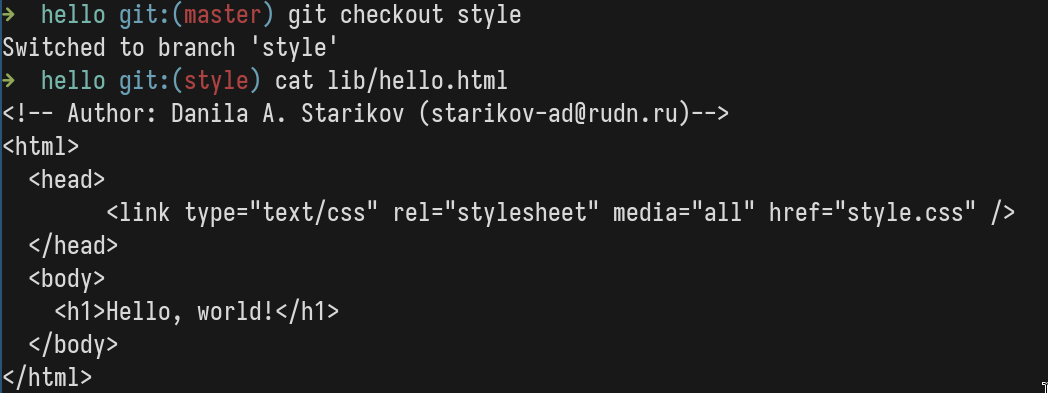 ➜  hello git:(master) git checkout style
Switched to branch 'style'
➜  hello git:(style) cat lib/hello.html
<!-- Author: Danila A. Starikov (starikov-ad@rudn.ru)-->
<html>
  <head>
        <link type="text/css" rel="stylesheet" media="all" href="style.css" />
  </head>
  <body>
    <h1>Hello, world!</h1>
  </body>
</html>